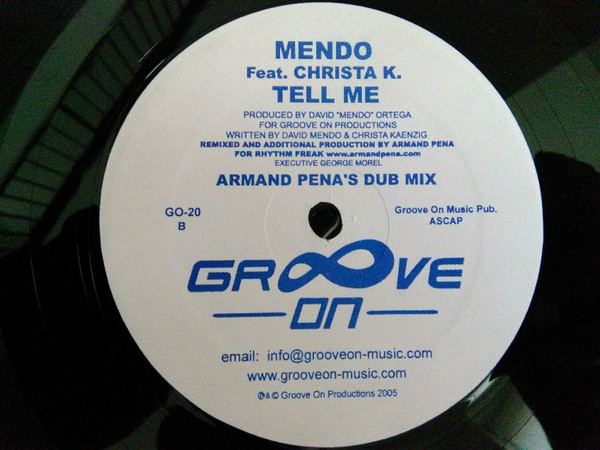 MENDO
Feat. CHRISTA K.
TELL ME
PRODUCED BY DAVID "MENDO" ORTEGA
FOR GROOVE ON PRODUCTIONS
WRITTEN BY DAVID MENDO & CHRISTA KAENZIG
REMIXED AND ADDITIONAL PRODUCTION BY ARMAND PENA
FOR RHYTHM FREAK www.armandpena.com
EXECUTIVE GEORGE MOREL
ARMAND PENA'S DUB MIX
GO-20
B
Groove On Music Pub.
ASCAP
GROOVE
ON
email: info@grooveon-music.com
www.grooveon-music.com
℗&© Groove On Productions 2005